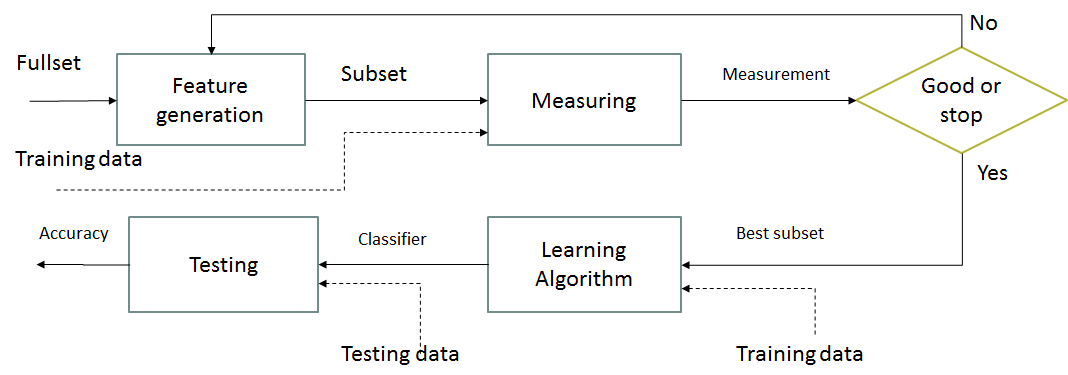 No
Fullset
Subset
Measurement
Feature
generation
Measuring
Good or
stop
Training data
Yes
Accuracy
Classifier
Best subset
Testing
Learning
Algorithm
Testing data
Training data